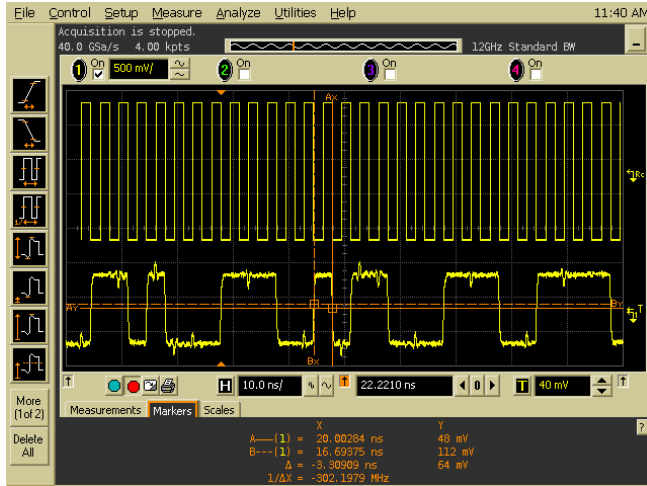 File Control Setup Measure Analyze Utilities Help 11:40 AM
Acquisition is stopped.
40.0 GSa/s 4.00 kpts 12GHz Standard BW
1 On 500 mV/ 2 On 3 On 4 On
Ax
Rc
AY BY T
Bx
More
(1of 2)
Delete
All
H 10.0 ns/ 22.2210 ns 0 T 40 mV
Measurements Markers Scales
X Y
A——(1) = 20.00284 ns 48 mV
B---(1) = 16.69375 ns 112 mV
Δ = -3.30909 ns 64 mV
1/ΔX = -302.1979 MHz
?